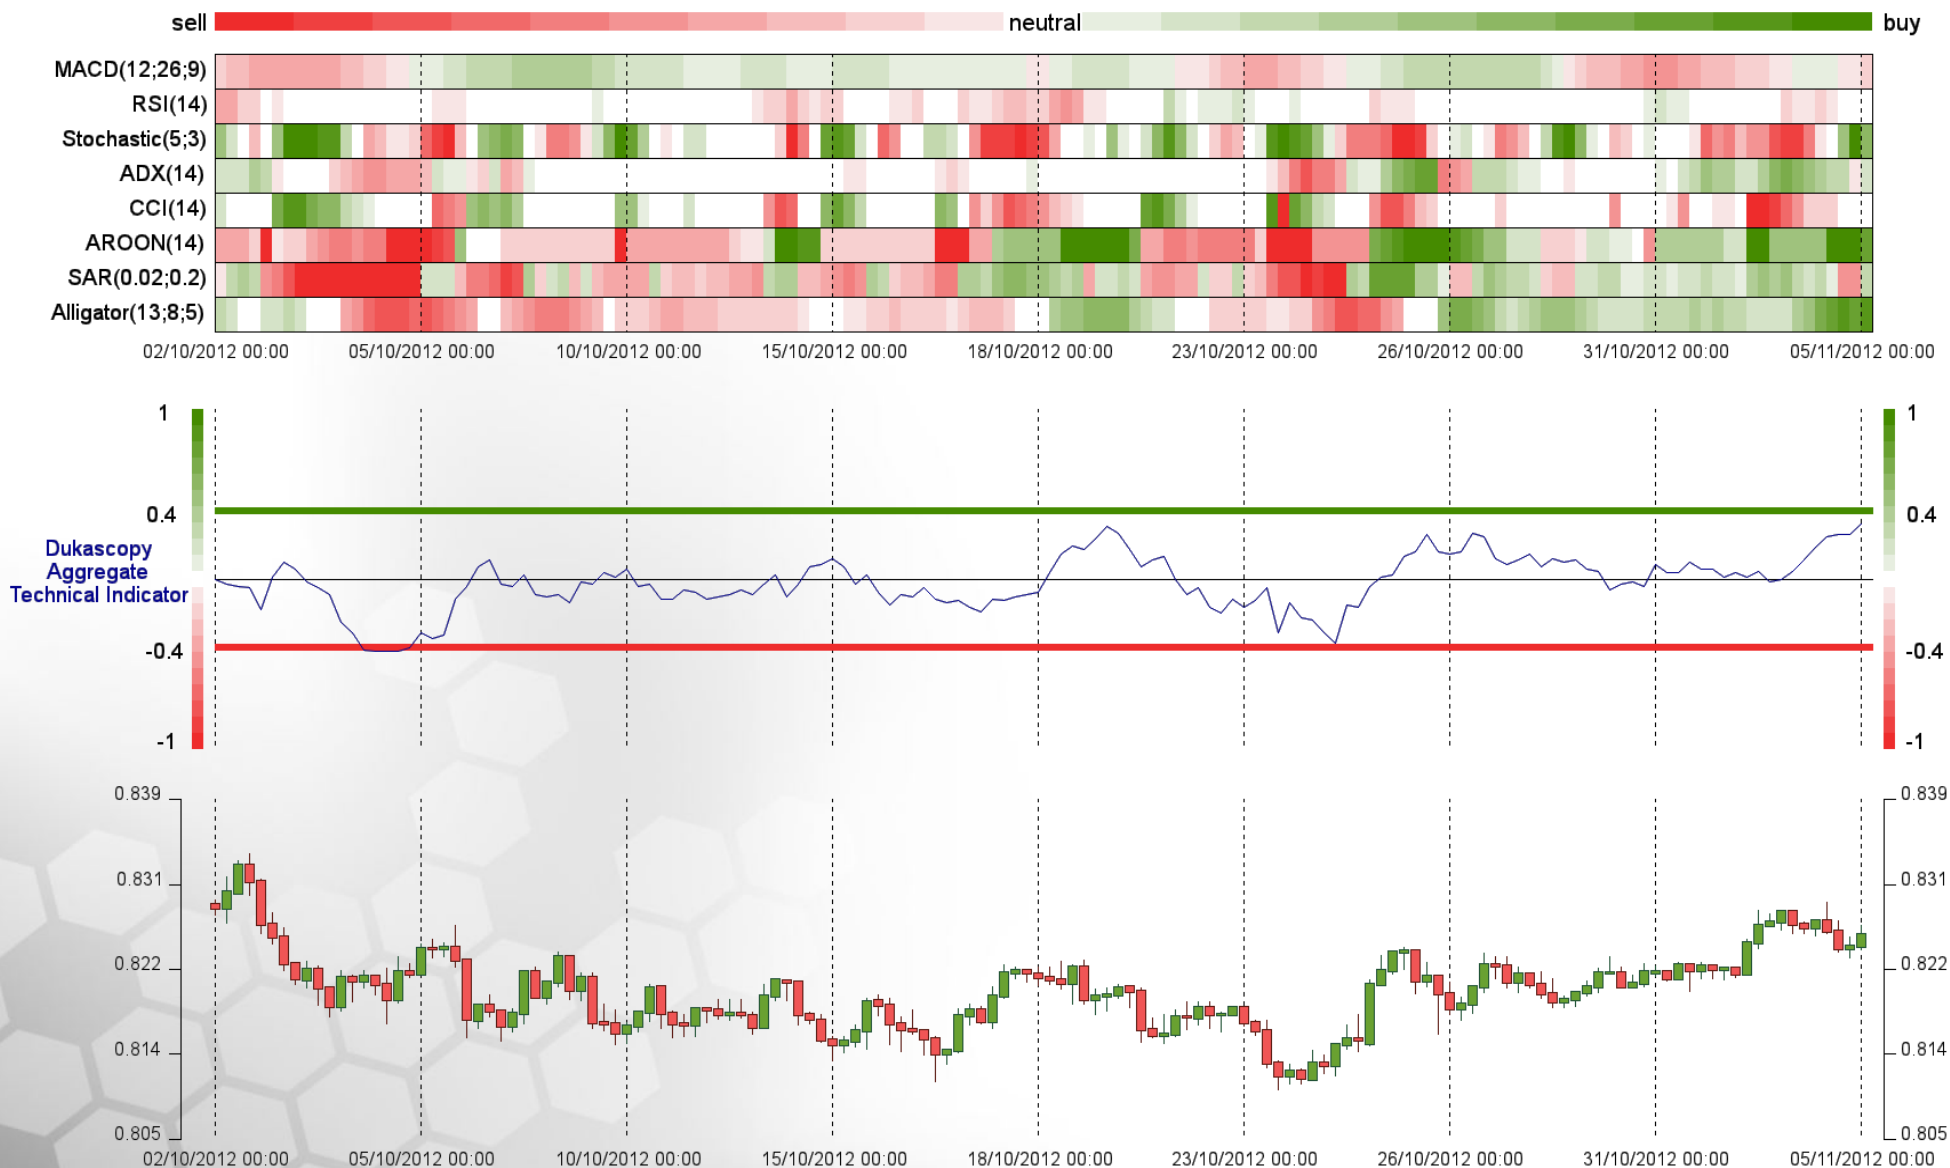 sell neutral buy
MACD(12;26;9)
RSI(14)
Stochastic(5;3)
ADX(14)
CCI(14)
AROON(14)
SAR(0.02;0.2)
Alligator(13;8;5)
02/10/2012 00:00 05/10/2012 00:00 10/10/2012 00:00 15/10/2012 00:00 18/10/2012 00:00 23/10/2012 00:00 26/10/2012 00:00 31/10/2012 00:00 05/11/2012 00:00
1 1
0.4 0.4
Dukascopy
Aggregate
Technical Indicator
-0.4 -0.4
-1 -1
0.839 0.839
0.831 0.831
0.822 0.822
0.814 0.814
0.805 0.805
02/10/2012 00:00 05/10/2012 00:00 10/10/2012 00:00 15/10/2012 00:00 18/10/2012 00:00 23/10/2012 00:00 26/10/2012 00:00 31/10/2012 00:00 05/11/2012 00:00